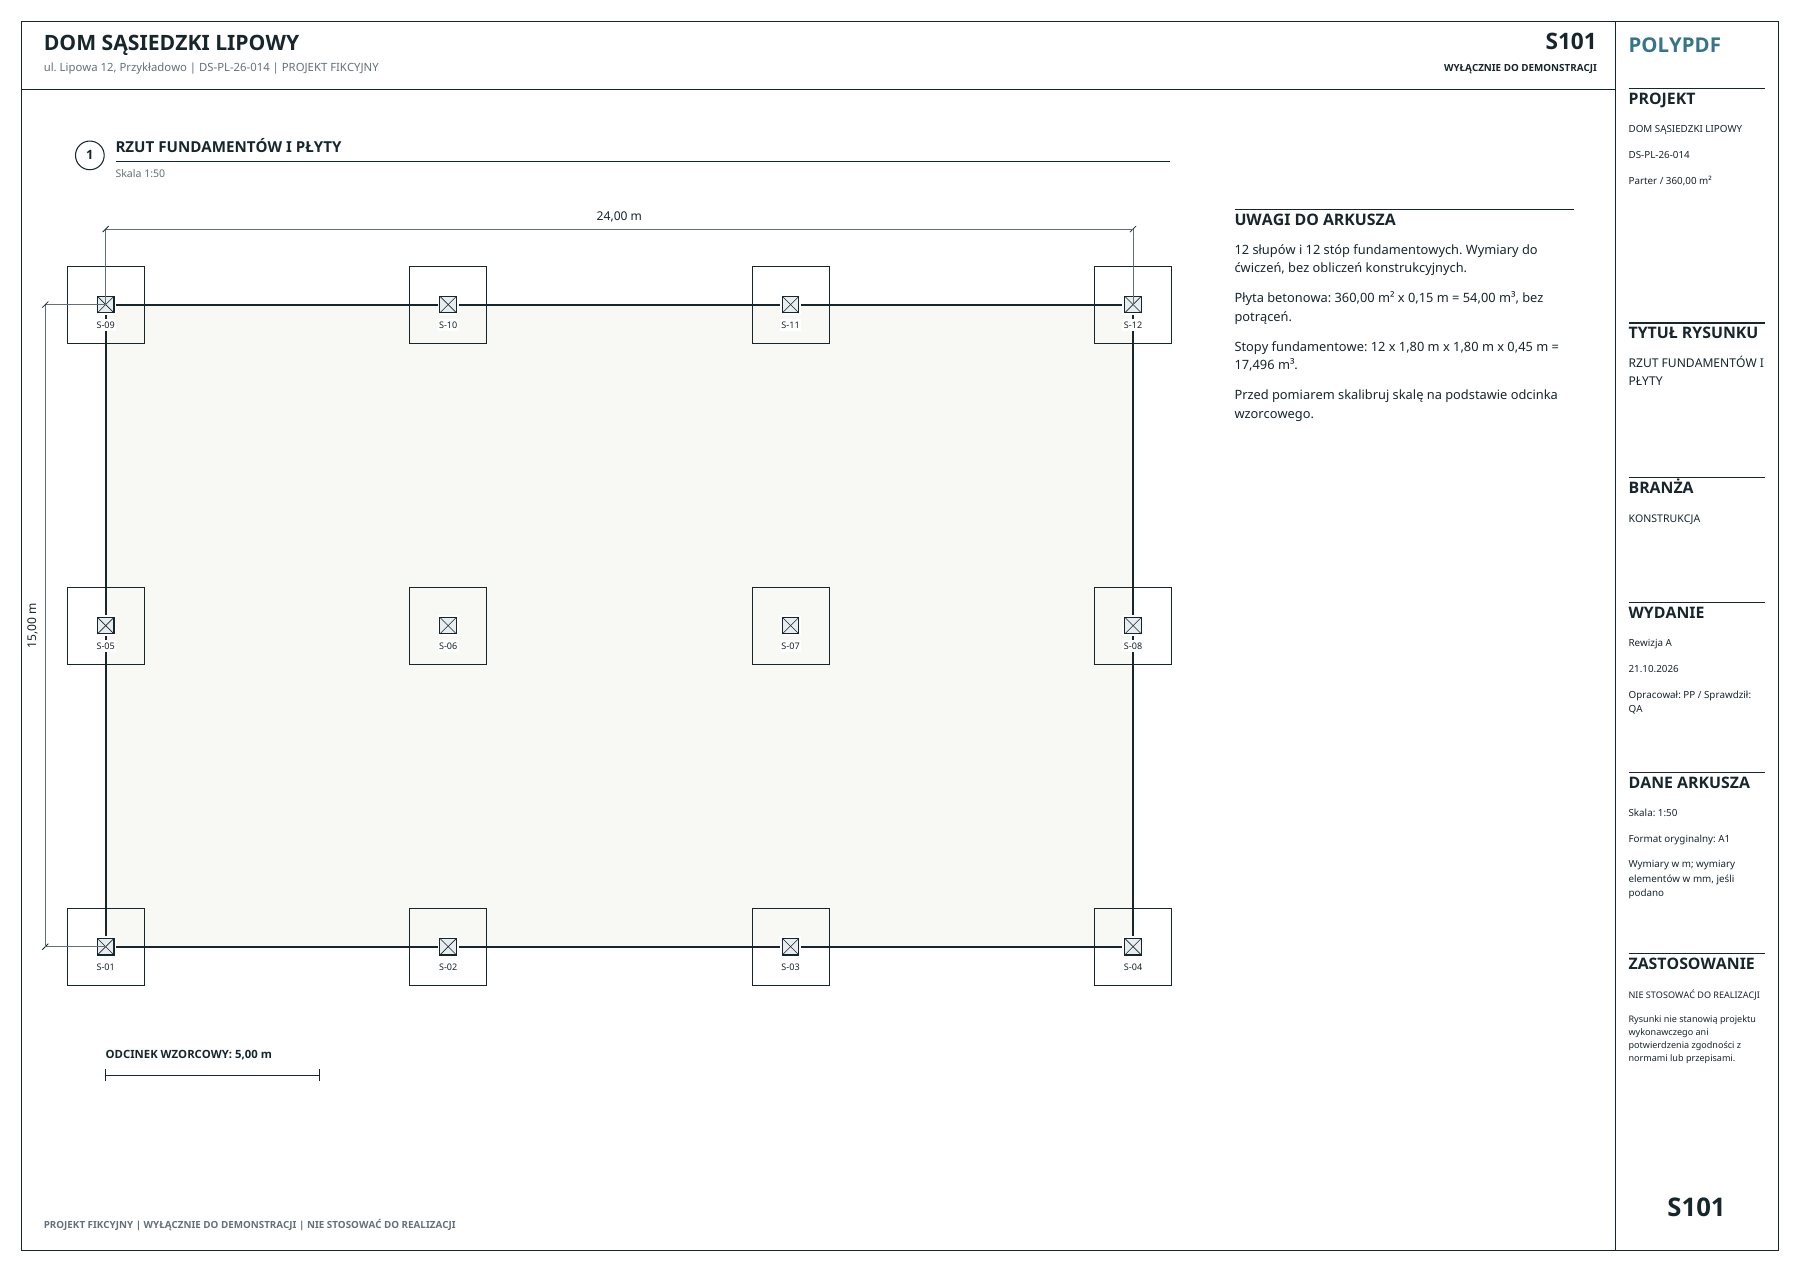 DOM SĄSIEDZKI LIPOWY
ul. Lipowa 12, Przykładowo | DS-PL-26-014 | PROJEKT FIKCYJNY
S101
WYŁĄCZNIE DO DEMONSTRACJI
1
RZUT FUNDAMENTÓW I PŁYTY
Skala 1:50
24,00 m
15,00 m
S-09
S-10
S-11
S-12
S-05
S-06
S-07
S-08
S-01
S-02
S-03
S-04
ODCINEK WZORCOWY: 5,00 m
UWAGI DO ARKUSZA
12 słupów i 12 stóp fundamentowych. Wymiary do
ćwiczeń, bez obliczeń konstrukcyjnych.
Płyta betonowa: 360,00 m² x 0,15 m = 54,00 m³, bez
potrąceń.
Stopy fundamentowe: 12 x 1,80 m x 1,80 m x 0,45 m =
17,496 m³.
Przed pomiarem skalibruj skalę na podstawie odcinka
wzorcowego.
POLYPDF
PROJEKT
DOM SĄSIEDZKI LIPOWY
DS-PL-26-014
Parter / 360,00 m²
TYTUŁ RYSUNKU
RZUT FUNDAMENTÓW I
PŁYTY
BRANŻA
KONSTRUKCJA
WYDANIE
Rewizja A
21.10.2026
Opracował: PP / Sprawdził:
QA
DANE ARKUSZA
Skala: 1:50
Format oryginalny: A1
Wymiary w m; wymiary
elementów w mm, jeśli
podano
ZASTOSOWANIE
NIE STOSOWAĆ DO REALIZACJI
Rysunki nie stanowią projektu
wykonawczego ani
potwierdzenia zgodności z
normami lub przepisami.
S101
PROJEKT FIKCYJNY | WYŁĄCZNIE DO DEMONSTRACJI | NIE STOSOWAĆ DO REALIZACJI